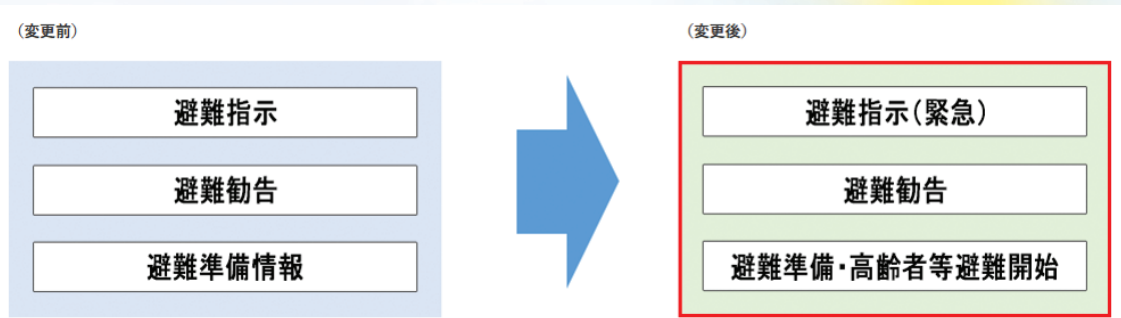 （変更前）
避難指示
避難勧告
避難準備情報
（変更後）
避難指示（緊急）
避難勧告
避難準備・高齢者等避難開始